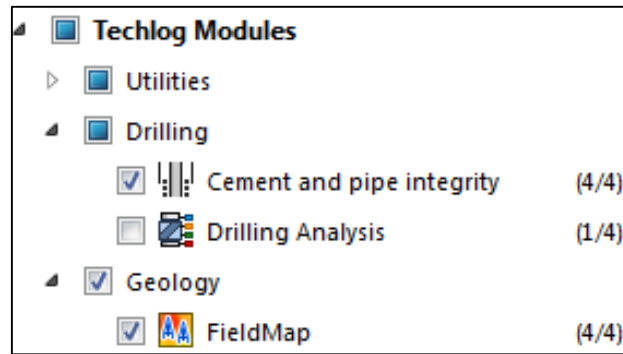 Techlog Modules
Utilities
Drilling
Cement and pipe integrity (4/4)
Drilling Analysis (1/4)
Geology
FieldMap (4/4)